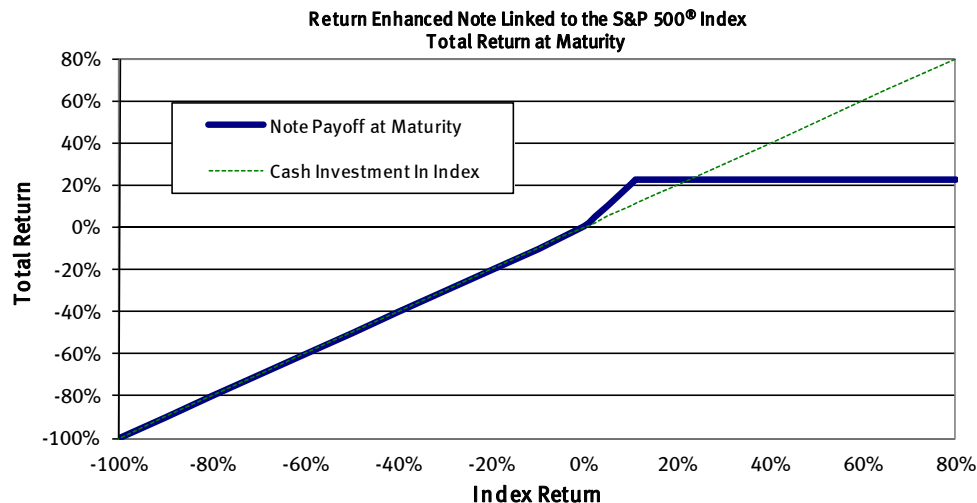 Return Enhanced Note Linked to the S&P 500® Index
Total Return at Maturity
80%
60%
40%
20%
0%
-20%
-40%
-60%
-80%
-100%
Total Return
Note Payoff at Maturity
Cash Investment In Index
-100% -80% -60% -40% -20% 0% 20% 40% 60% 80%
Index Return